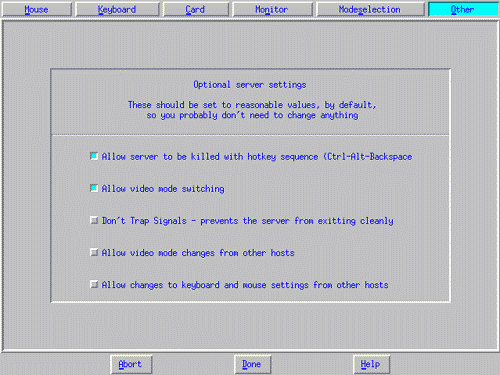 Mouse Keyboard Card Monitor Modeselection Other
Optional server settings
These should be set to reasonable values, by default,
so you probably don't need to change anything
Allow server to be killed with hotkey sequence (Ctrl-Alt-Backspace
Allow video mode switching
Don't Trap Signals - prevents the server from exitting cleanly
Allow video mode changes from other hosts
Allow changes to keyboard and mouse settings from other hosts
Abort Done Help